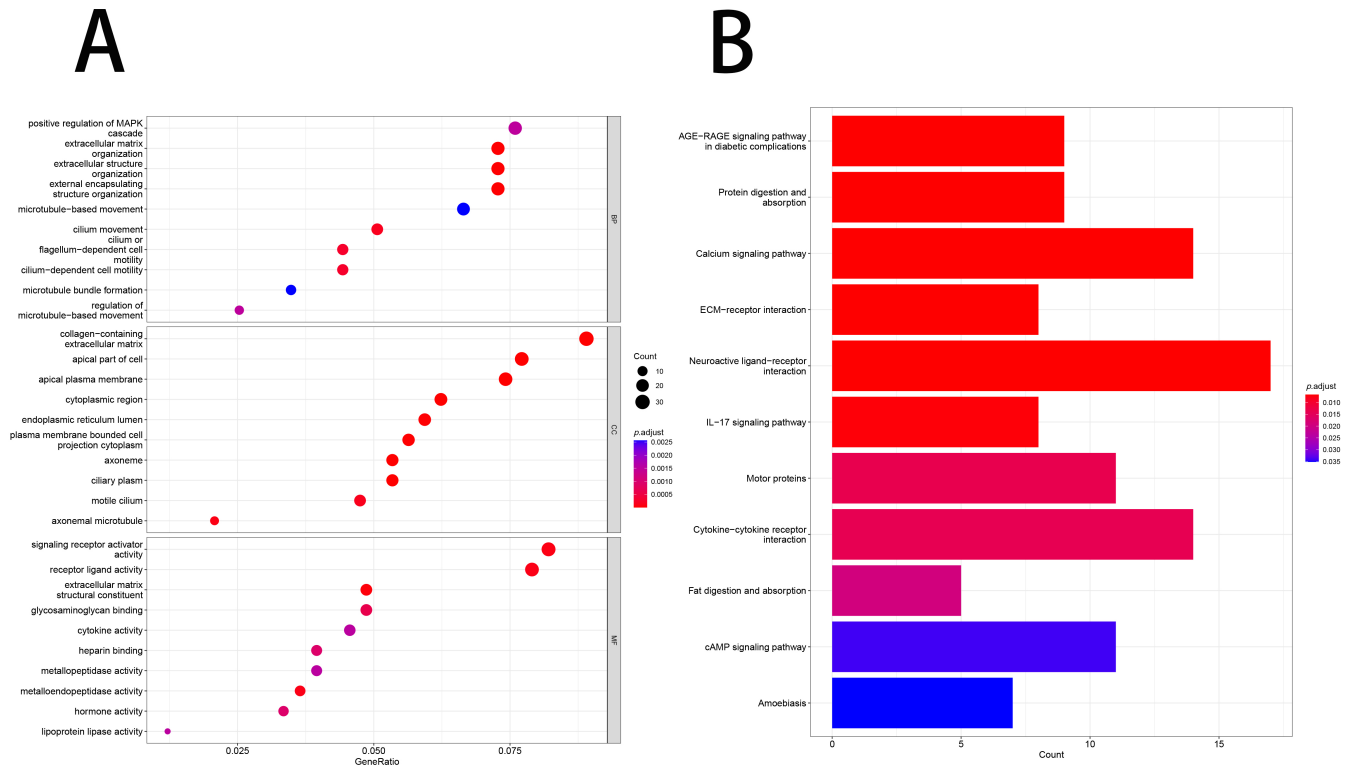 A
positive regulation of MAPK
cascade
extracellular matrix
organization
extracellular structure
organization
external encapsulating
structure organization
microtubule−based movement
cilium movement
cilium or
flagellum−dependent cell
motility
cilium−dependent cell motility
microtubule bundle formation
regulation of
microtubule−based movement
BP
collagen−containing
extracellular matrix
apical part of cell
apical plasma membrane
cytoplasmic region
endoplasmic reticulum lumen
plasma membrane bounded cell
projection cytoplasm
axoneme
ciliary plasm
motile cilium
axonemal microtubule
CC
signaling receptor activator
activity
receptor ligand activity
extracellular matrix
structural constituent
glycosaminoglycan binding
cytokine activity
heparin binding
metallopeptidase activity
metalloendopeptidase activity
hormone activity
lipoprotein lipase activity
MF
0.025 0.050 0.075
GeneRatio
Count
10
20
30
p.adjust
0.0025
0.0020
0.0015
0.0010
0.0005
B
AGE−RAGE signaling pathway
in diabetic complications
Protein digestion and
absorption
Calcium signaling pathway
ECM−receptor interaction
Neuroactive ligand−receptor
interaction
IL−17 signaling pathway
Motor proteins
Cytokine−cytokine receptor
interaction
Fat digestion and absorption
cAMP signaling pathway
Amoebiasis
0 5 10 15
Count
p.adjust
0.010
0.015
0.020
0.025
0.030
0.035